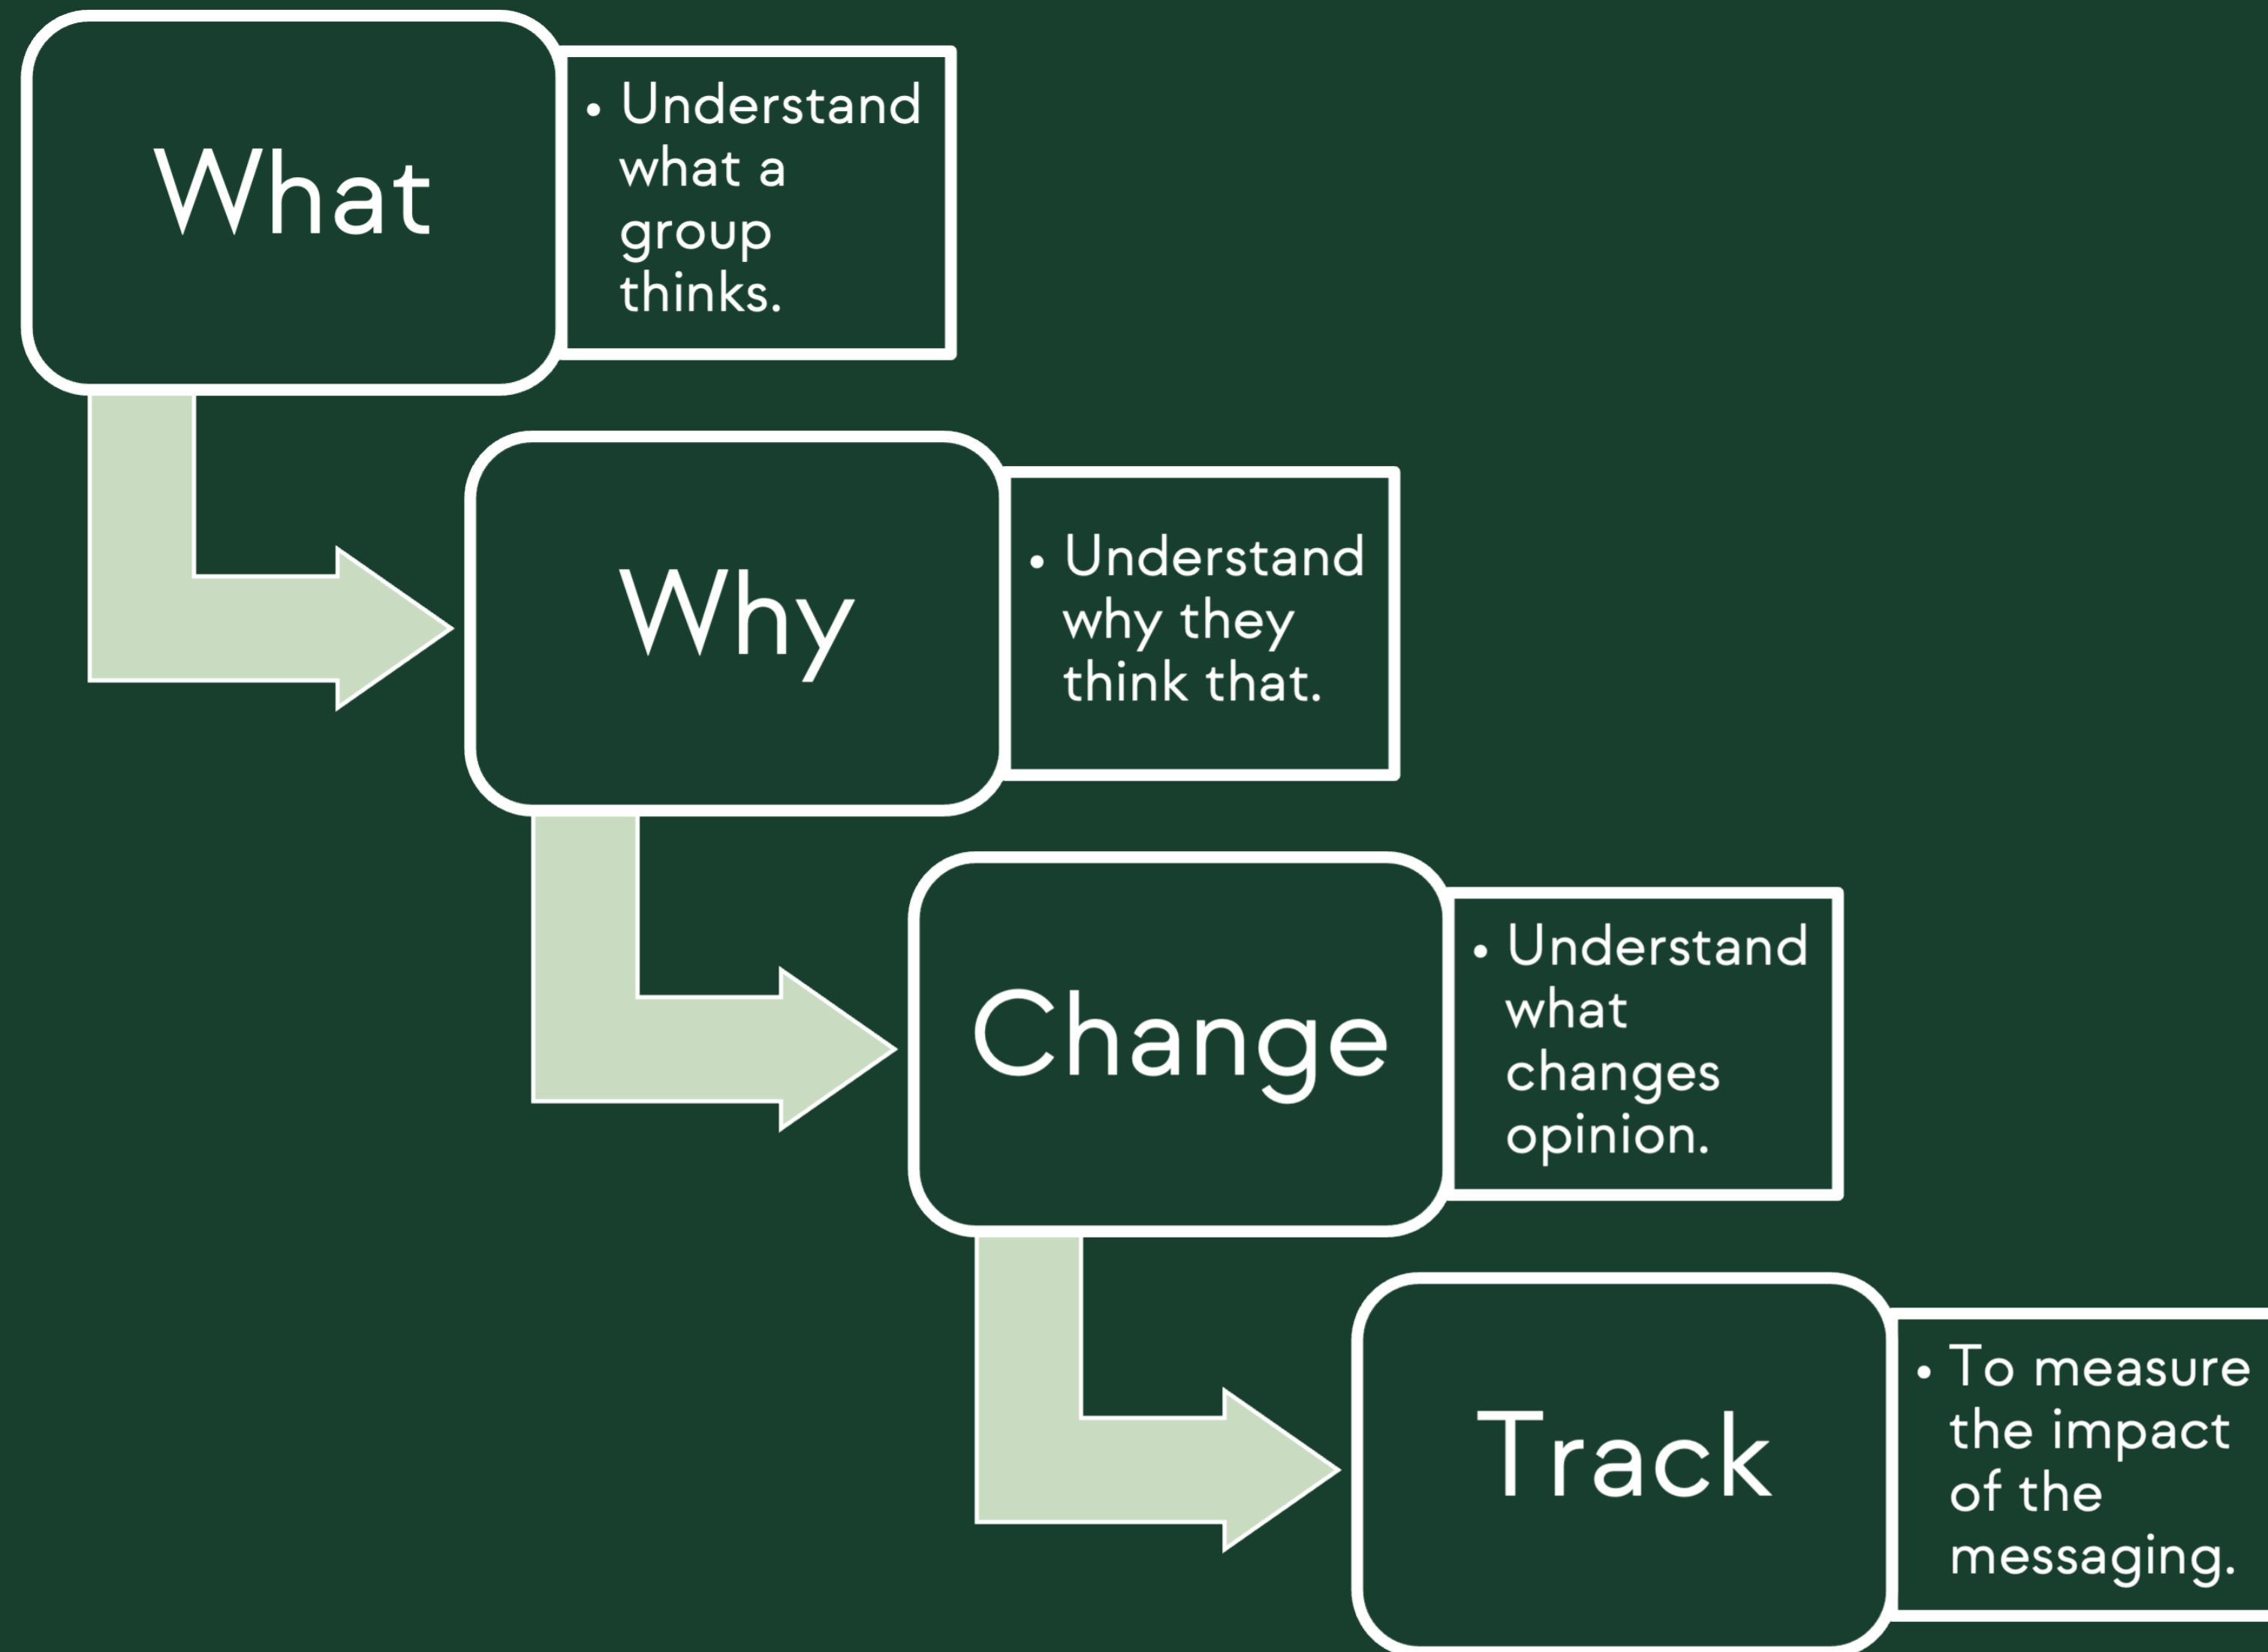 What
• Understand
what a
group
thinks.
Why
• Understand
why they
think that.
Change
• Understand
what
changes
opinion.
Track
• To measure
the impact
of the
messaging.